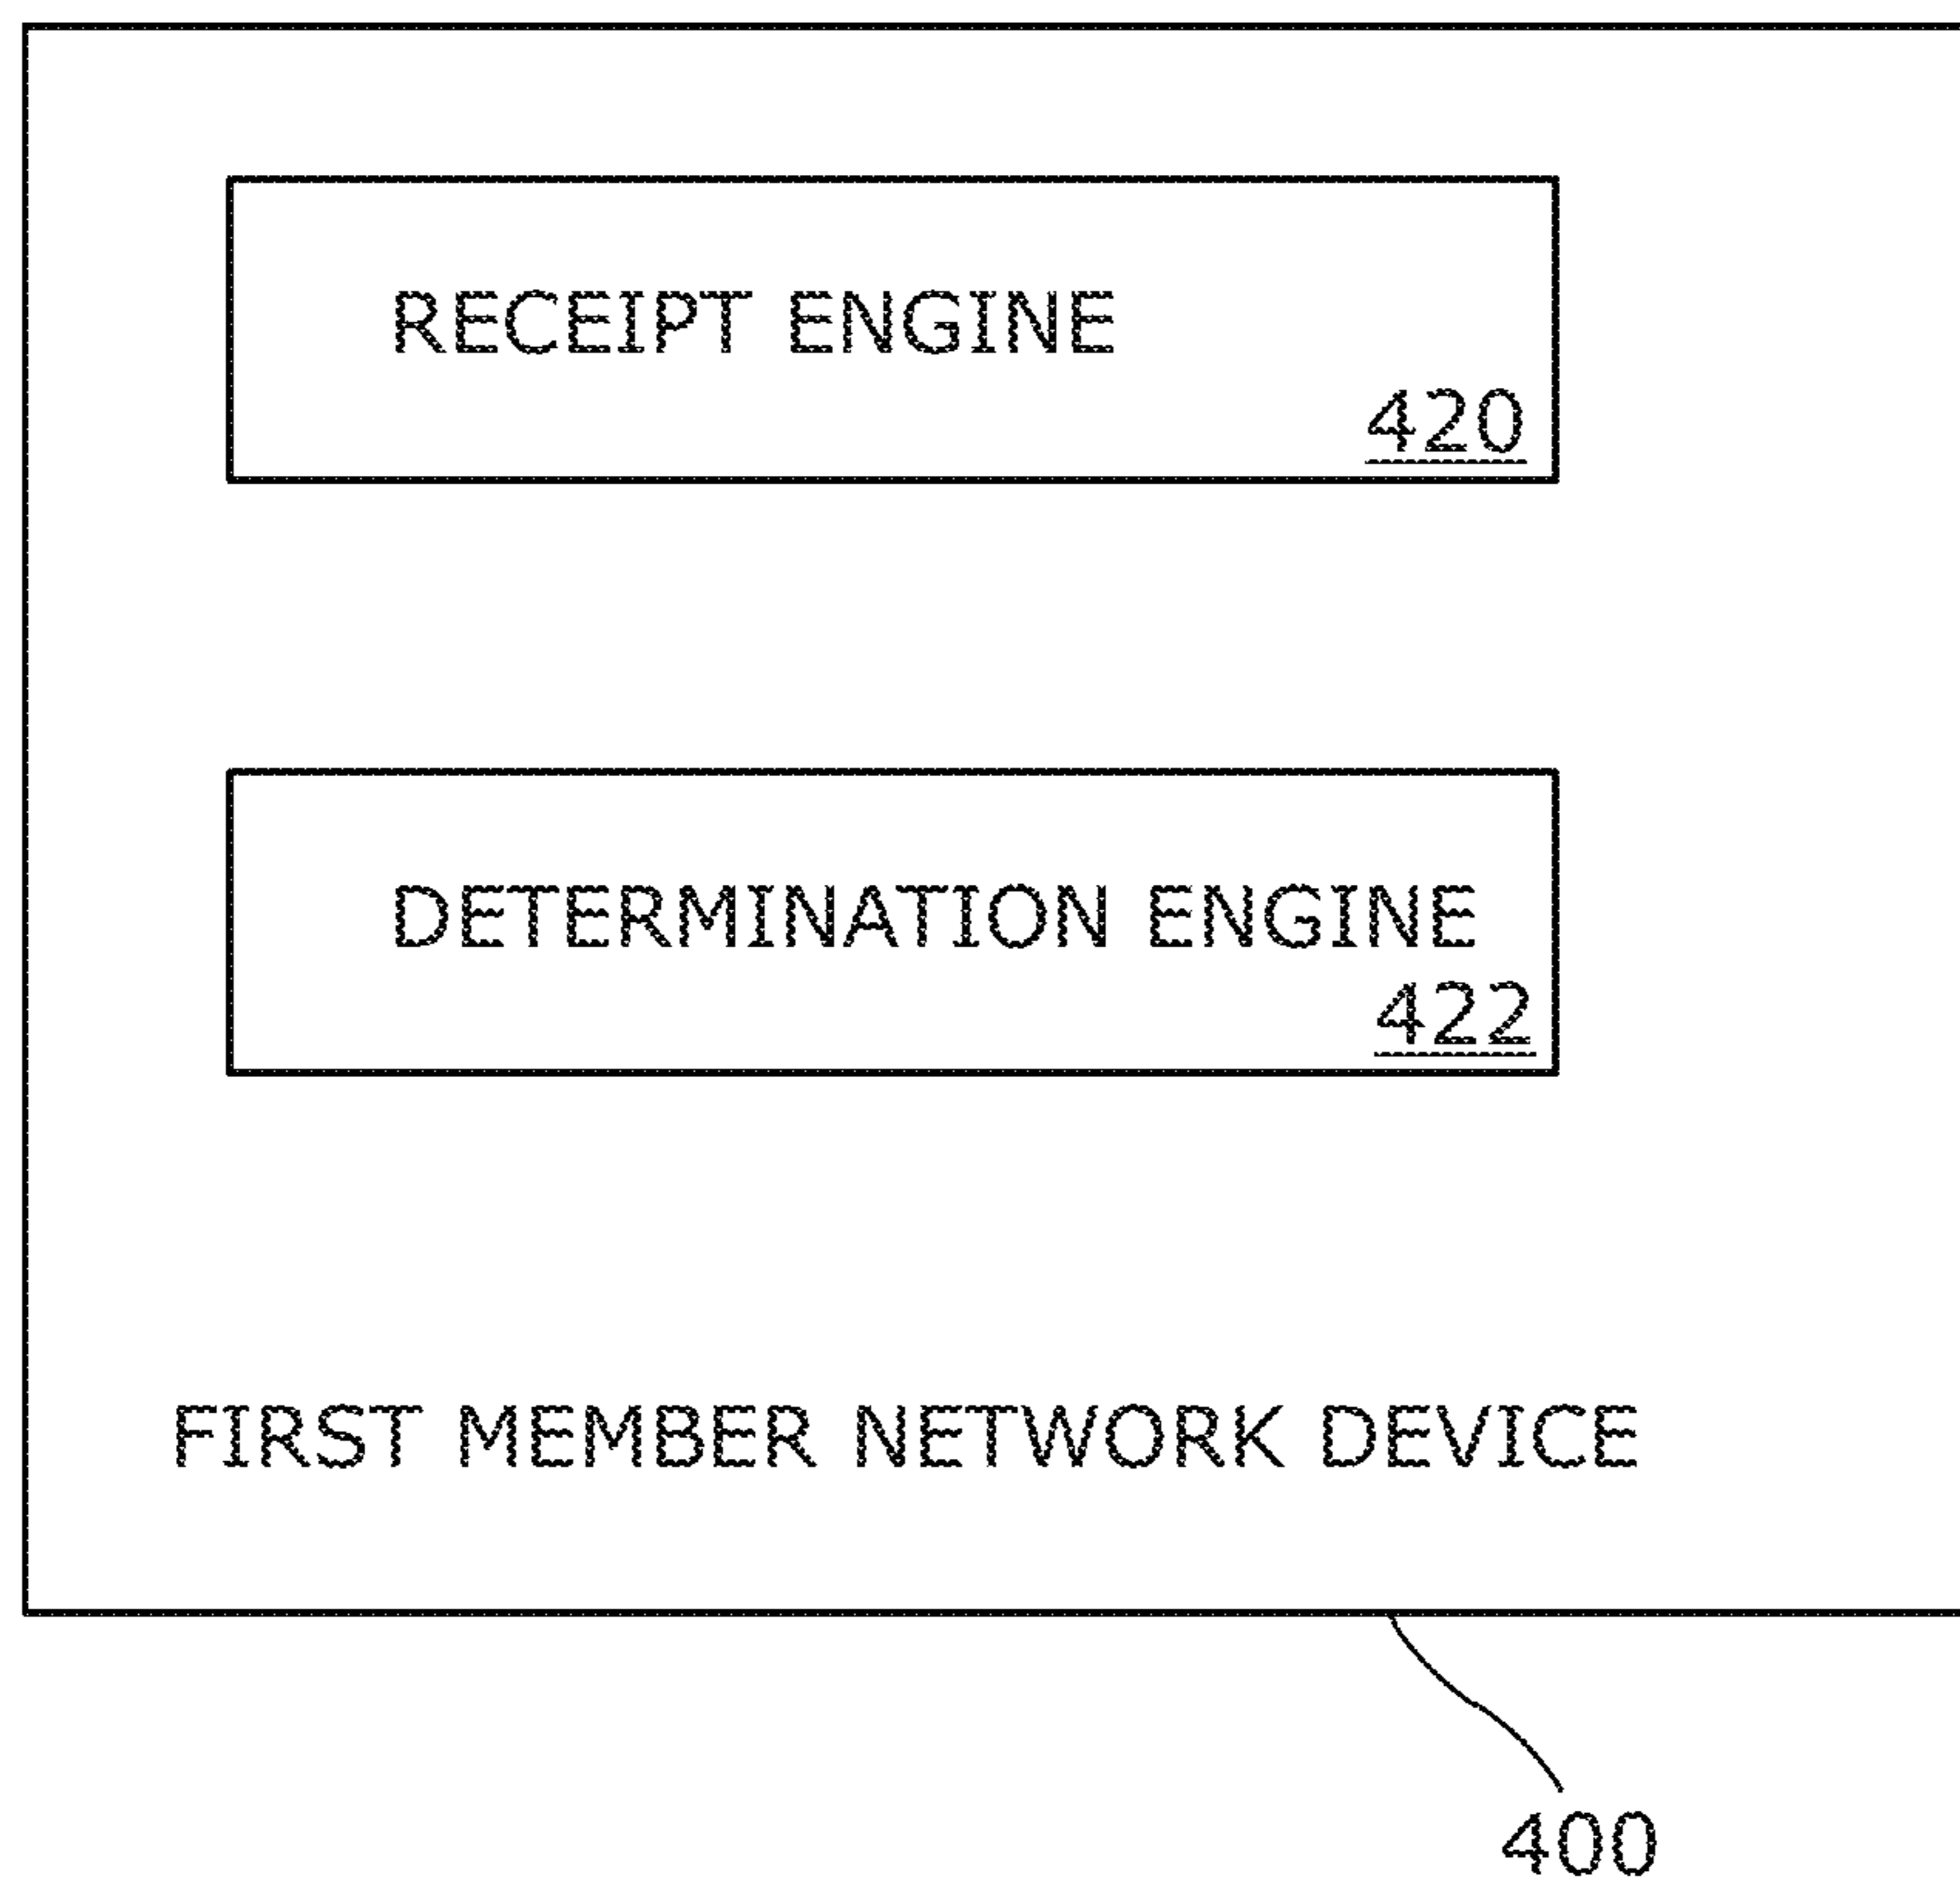 RECEIPT ENGINE
420
DETERMINATION ENGINE
422
FIRST MEMBER NETWORK DEVICE
400